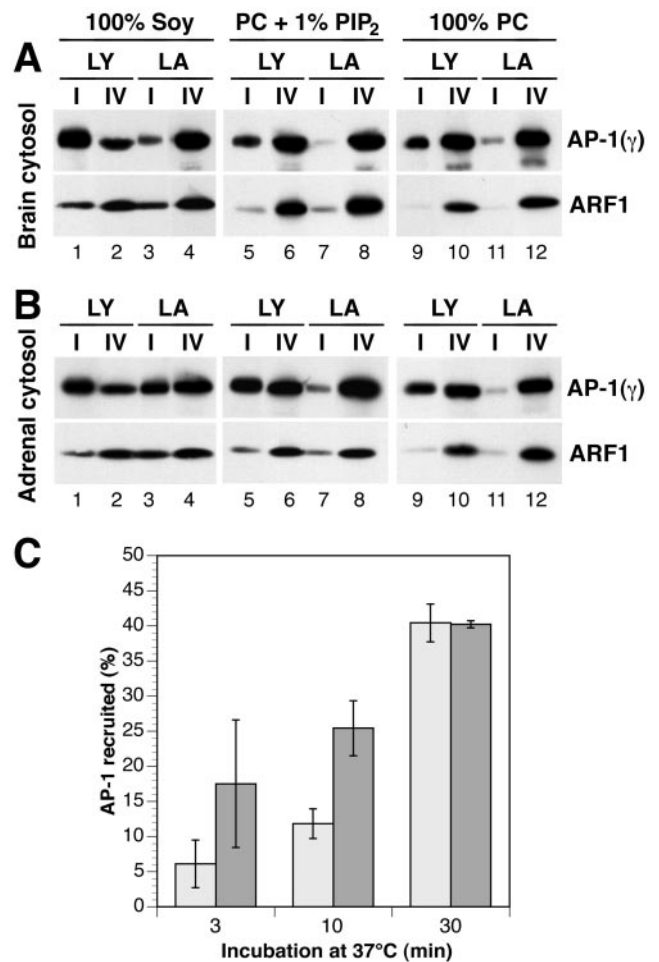 100% Soy PC + 1% PIP₂ 100% PC
A
LY LA LY LA LY LA
I IV I IV I IV I IV I IV I IV
Brain cytosol
AP-1(γ)
ARF1
1 2 3 4 5 6 7 8 9 10 11 12
B
LY LA LY LA LY LA
I IV I IV I IV I IV I IV I IV
Adrenal cytosol
AP-1(γ)
ARF1
1 2 3 4 5 6 7 8 9 10 11 12
C
AP-1 recruited (%)
50
45
40
35
30
25
20
15
10
5
0
3 10 30
Incubation at 37°C (min)